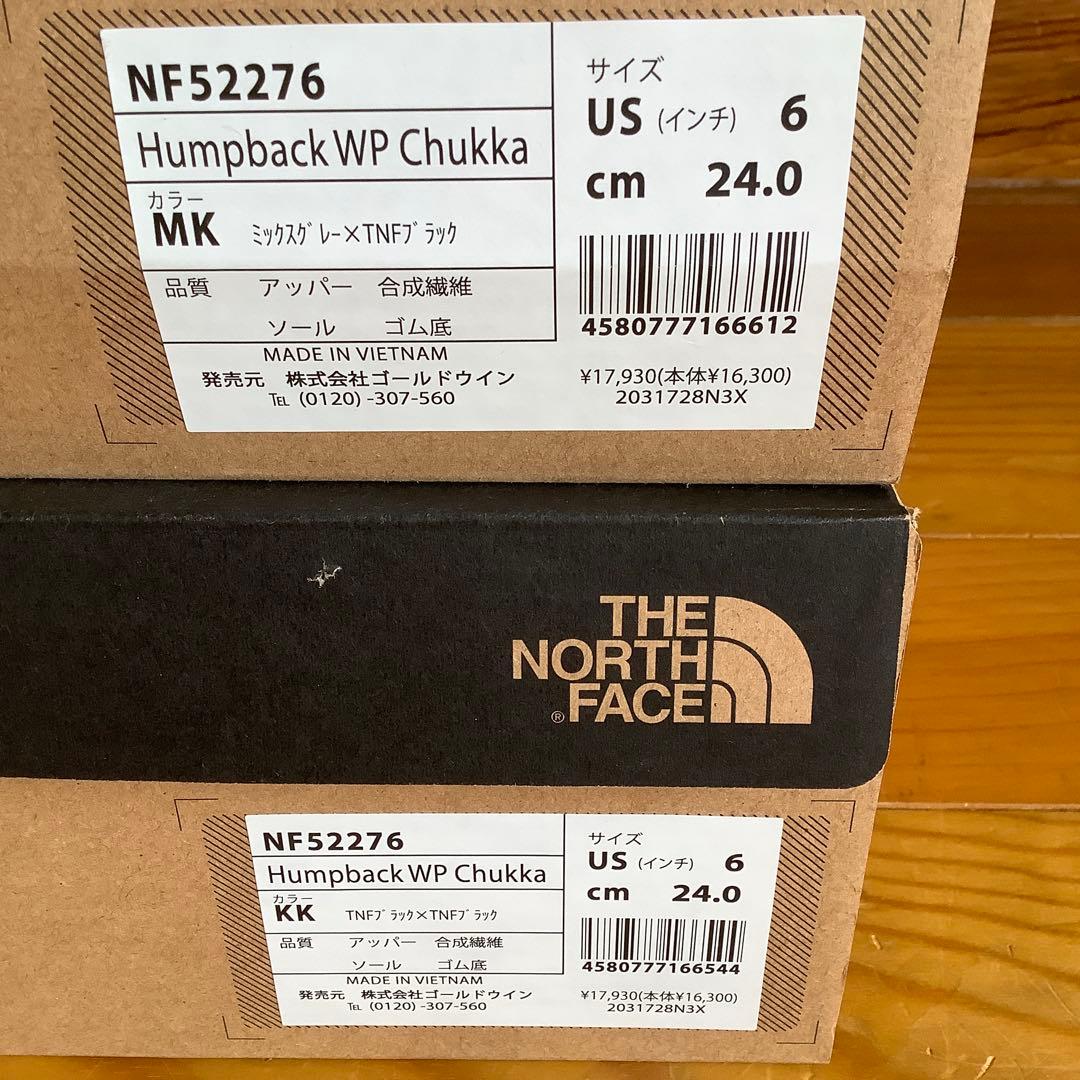 NF52276
Humpback WP Chukka
カラー
MK ミックスグレー×TNFブラック
品質 アッパー 合成繊維
ソール ゴム底
MADE IN VIETNAM
発売元 株式会社ゴールドウイン
TEL (0120) -307-560
サイズ
US (インチ) 6
cm 24.0
4580777166612
¥17,930(本体¥16,300)
2031728N3X
THE
NORTH
® FACE
NF52276
Humpback WP Chukka
カラー
KK TNFブラック×TNFブラック
品質 アッパー 合成繊維
ソール ゴム底
MADE IN VIETNAM
発売元 株式会社ゴールドウイン
TEL (0120) -307-560
サイズ
US (インチ) 6
cm 24.0
4580777166544
¥17,930(本体¥16,300)
2031728N3X